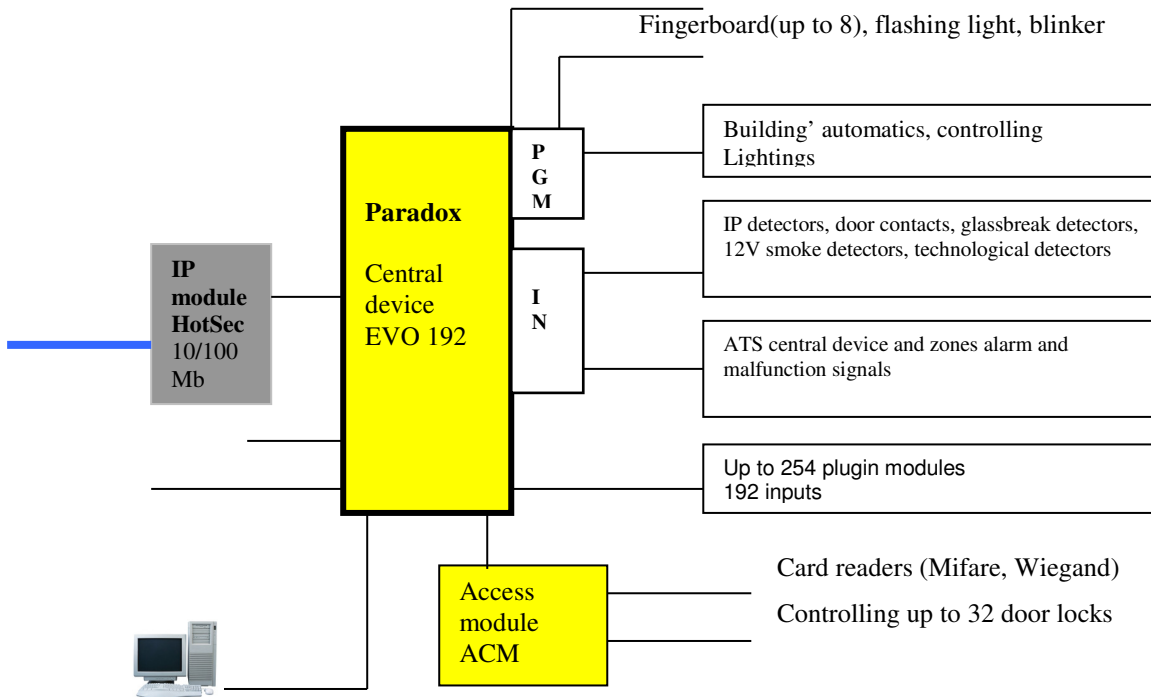 Fingerboard(up to 8), flashing light, blinker
Building’ automatics, controlling
Lightings
P
G
M
Paradox
Central
device
EVO 192
IP detectors, door contacts, glassbreak detectors,
12V smoke detectors, technological detectors
IP
module
HotSec
10/100
Mb
I
N
ATS central device and zones alarm and
malfunction signals
Up to 254 plugin modules
192 inputs
Access
module
ACM
Card readers (Mifare, Wiegand)
Controlling up to 32 door locks